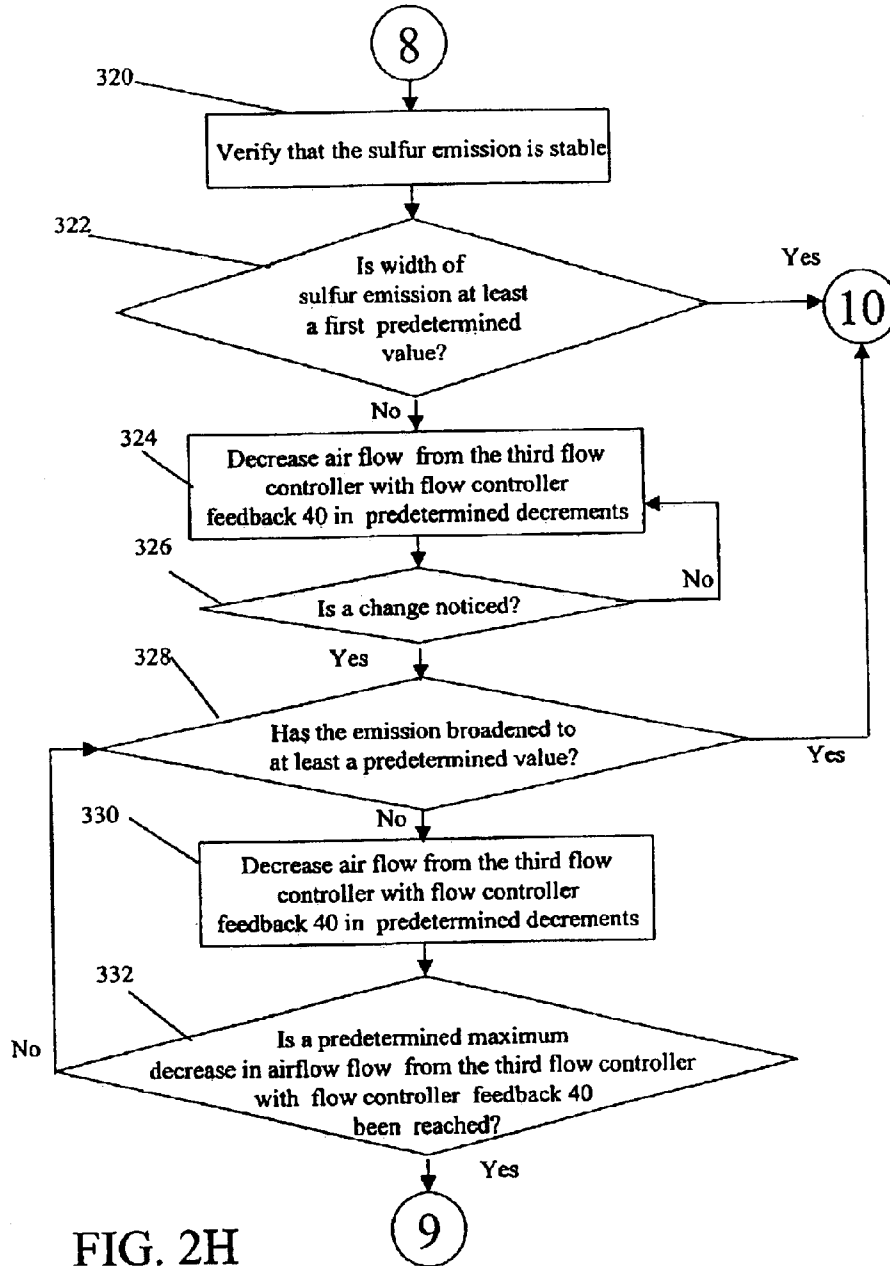 8
320
Verify that the sulfur emission is stable
322
Is width of
sulfur emission at least
a first predetermined
value?
Yes
10
No
324
Decrease air flow from the third flow
controller with flow controller
feedback 40 in predetermined decrements
326
Is a change noticed?
No
Yes
328
Has the emission broadened to
at least a predetermined value?
Yes
No
330
Decrease air flow from the third flow
controller with flow controller
feedback 40 in predetermined decrements
332
Is a predetermined maximum
decrease in airflow flow from the third flow controller
with flow controller feedback 40
been reached?
No
Yes
9
FIG. 2H